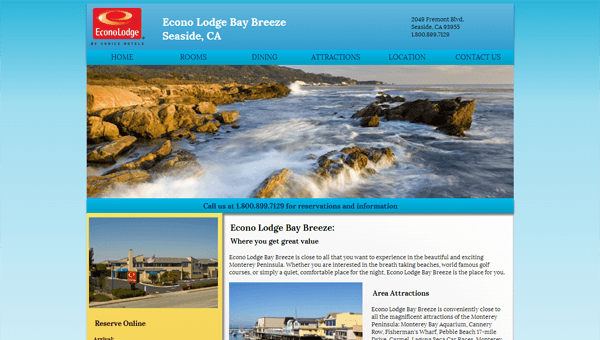 EconoLodge
BY CHOICE HOTELS
Econo Lodge Bay Breeze
Seaside, CA
2049 Fremont Blvd.
Seaside, CA 93955
1.800.899.7129
HOME ROOMS DINING ATTRACTIONS LOCATION CONTACT US
Call us at 1.800.899.7129 for reservations and information
Reserve Online
Arrival:
Econo Lodge Bay Breeze:
Where you get great value
Econo Lodge Bay Breeze is close to all that you want to experience in the beautiful and exciting
Monterey Peninsula. Whether you are interested in the breath taking beaches, world famous golf
courses, or simply a quiet, comfortable place for the night, Econo Lodge Bay Breeze is the place for you.
Area Attractions
Econo Lodge Bay Breeze is conveniently close to
all the magnificent attractions of the Monterey
Peninsula: Monterey Bay Aquarium, Cannery
Row, Fisherman's Wharf, Pebble Beach 17-mile
Drive, Carmel, Laguna Seca Car Races, Monterey